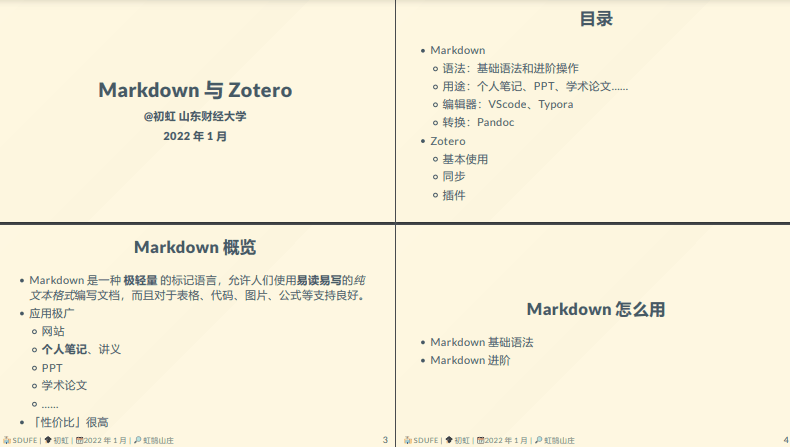 Markdown 与 Zotero
@初虹 山东财经大学
2022 年 1 月
目录
Markdown
语法：基础语法和进阶操作
用途：个人笔记、PPT、学术论文……
编辑器：VScode、Typora
转换：Pandoc
Zotero
基本使用
同步
插件
Markdown 概览
Markdown 是一种 极轻量 的标记语言，允许人们使用易读易写的纯
文本格式编写文档，而且对于表格、代码、图片、公式等支持良好。
应用极广
网站
个人笔记、讲义
PPT
学术论文
……
「性价比」很高
SDUFE | 初虹 | 2022 年 1 月 | 虹鹄山庄
3
Markdown 怎么用
Markdown 基础语法
Markdown 进阶
SDUFE | 初虹 | 2022 年 1 月 | 虹鹄山庄
4